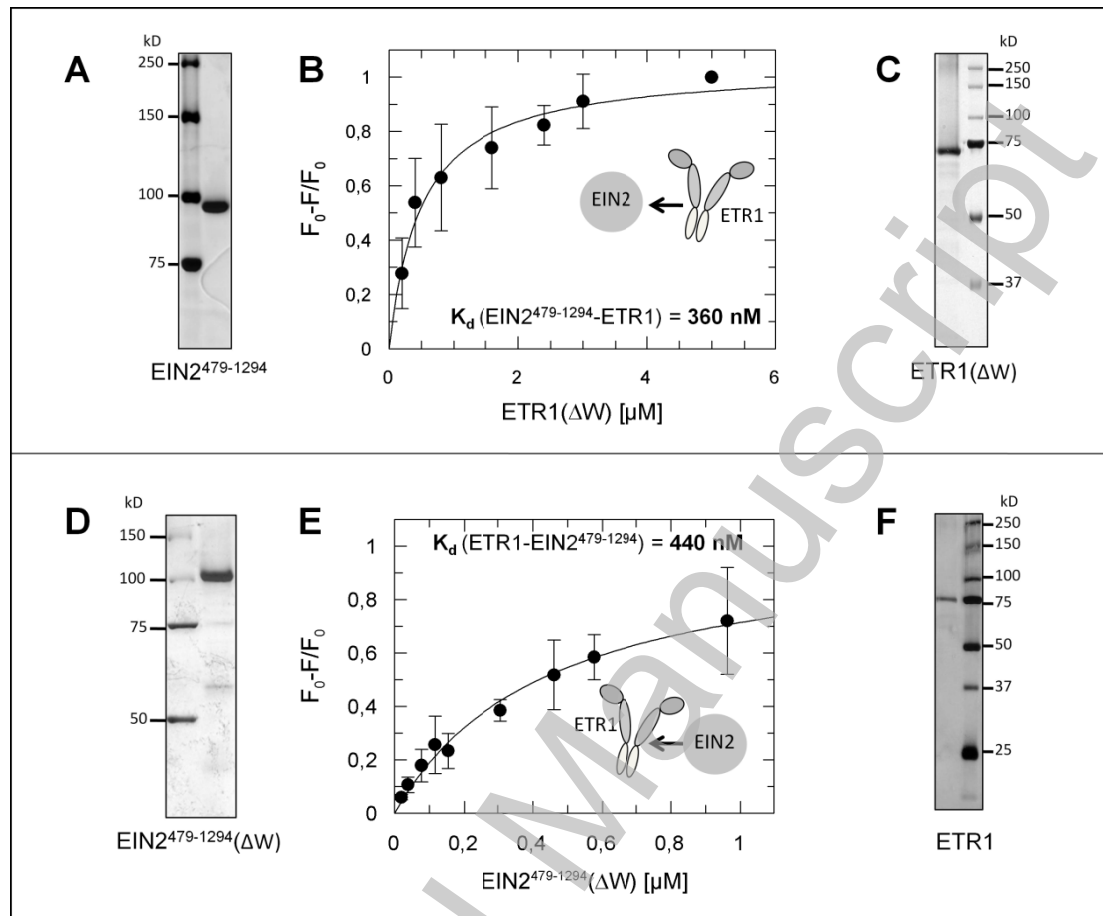 A
kD
250
150
100
75
EIN2⁴⁷⁹⁻¹²⁹⁴
B
F₀-F/F₀
1
0,8
0,6
0,4
0,2
0
0 2 4 6
EIN2
ETR1
K_d (EIN2⁴⁷⁹⁻¹²⁹⁴-ETR1) = 360 nM
ETR1(ΔW) [µM]
C
kD
250
150
100
75
50
37
ETR1(ΔW)
D
kD
150
100
75
50
EIN2⁴⁷⁹⁻¹²⁹⁴(ΔW)
E
K_d (ETR1-EIN2⁴⁷⁹⁻¹²⁹⁴) = 440 nM
F₀-F/F₀
1
0,8
0,6
0,4
0,2
0
0 0,2 0,4 0,6 0,8 1
ETR1
EIN2
EIN2⁴⁷⁹⁻¹²⁹⁴(ΔW) [µM]
F
kD
250
150
100
75
50
37
25
ETR1
Manuscript